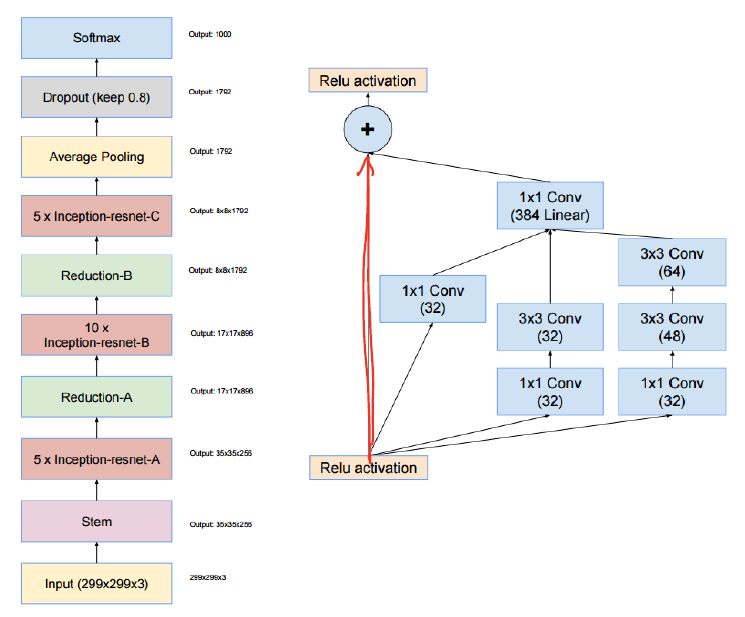 Softmax
Output: 1000
Dropout (keep 0.8)
Output: 1792
Average Pooling
Output: 1792
5 x Inception-resnet-C
Output: 8x8x1792
Reduction-B
Output: 8x8x1792
10 x
Inception-resnet-B
Output: 17x17x896
Reduction-A
Output: 17x17x896
5 x Inception-resnet-A
Output: 35x35x256
Stem
Output: 35x35x256
Input (299x299x3)
299x299x3
Relu activation
+
1x1 Conv
(384 Linear)
3x3 Conv
(64)
1x1 Conv
(32)
3x3 Conv
(32)
3x3 Conv
(48)
1x1 Conv
(32)
1x1 Conv
(32)
Relu activation